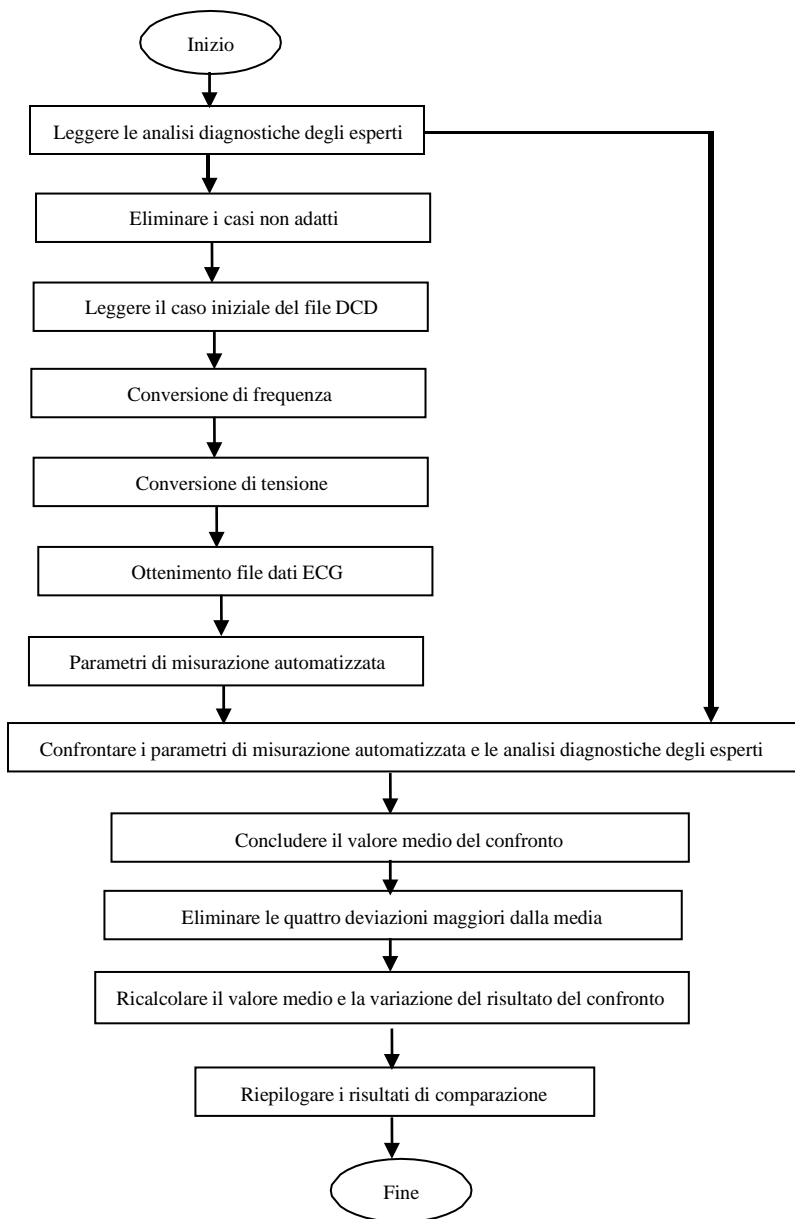 Inizio
Leggere le analisi diagnostiche degli esperti
Eliminare i casi non adatti
Leggere il caso iniziale del file DCD
Conversione di frequenza
Conversione di tensione
Ottenimento file dati ECG
Parametri di misurazione automatizzata
Confrontare i parametri di misurazione automatizzata e le analisi diagnostiche degli esperti
Concludere il valore medio del confronto
Eliminare le quattro deviazioni maggiori dalla media
Ricalcolare il valore medio e la variazione del risultato del confronto
Riepilogare i risultati di comparazione
Fine